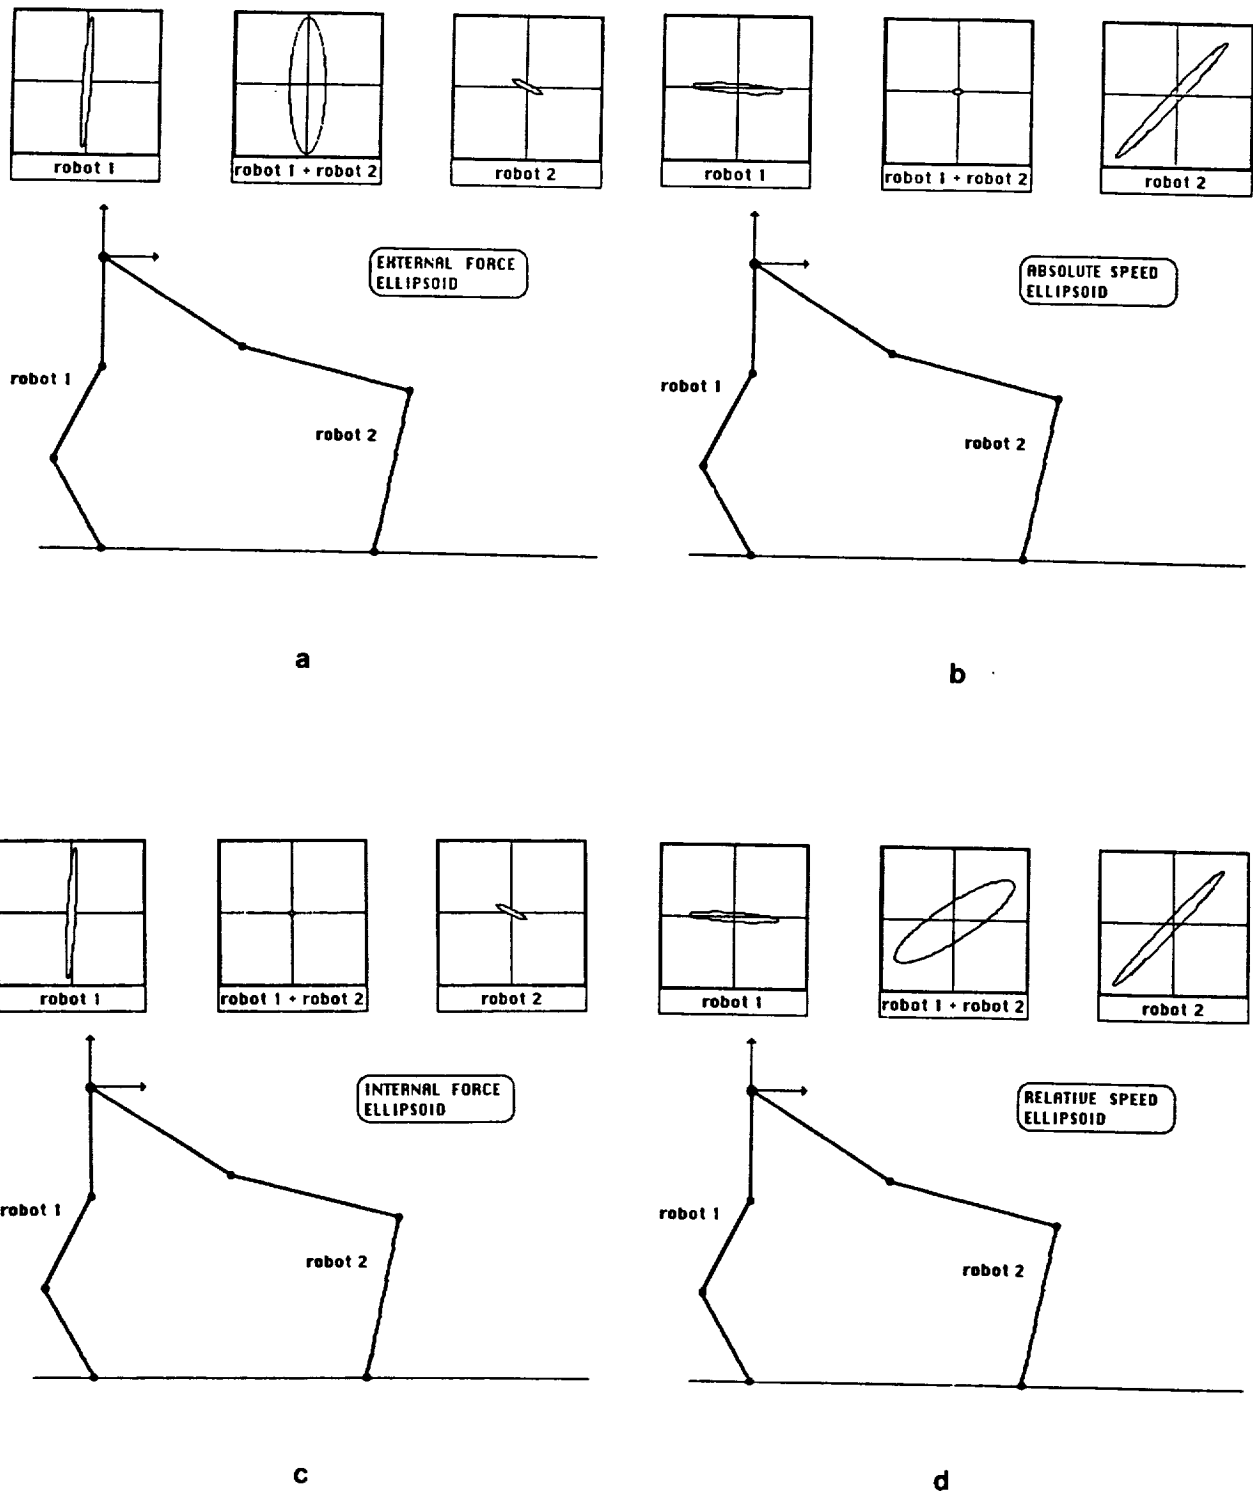 robot 1
robot 1 + robot 2
robot 2
EXTERNAL FORCE
ELLIPSOID
robot 1
robot 2
a
robot 1
robot 1 + robot 2
robot 2
ABSOLUTE SPEED
ELLIPSOID
robot 1
robot 2
b
robot 1
robot 1 + robot 2
robot 2
INTERNAL FORCE
ELLIPSOID
robot 1
robot 2
c
robot 1
robot 1 + robot 2
robot 2
RELATIVE SPEED
ELLIPSOID
robot 1
robot 2
d